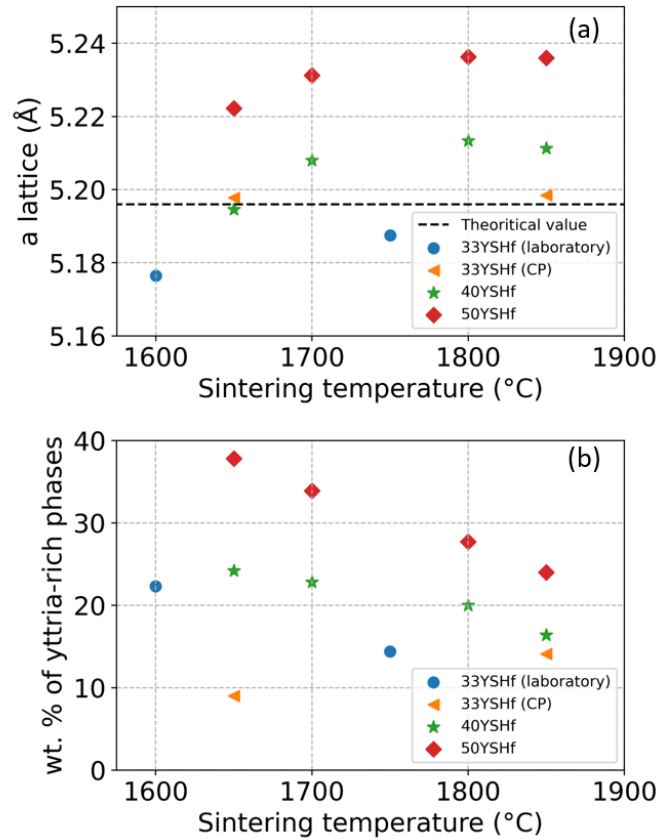 (a)
5.24
5.22
5.20
5.18
5.16
a lattice (Å)
Theoritical value
33YSHf (laboratory)
33YSHf (CP)
40YSHf
50YSHf
1600 1700 1800 1900
Sintering temperature (°C)
(b)
40
30
20
10
0
wt. % of yttria-rich phases
33YSHf (laboratory)
33YSHf (CP)
40YSHf
50YSHf
1600 1700 1800 1900
Sintering temperature (°C)